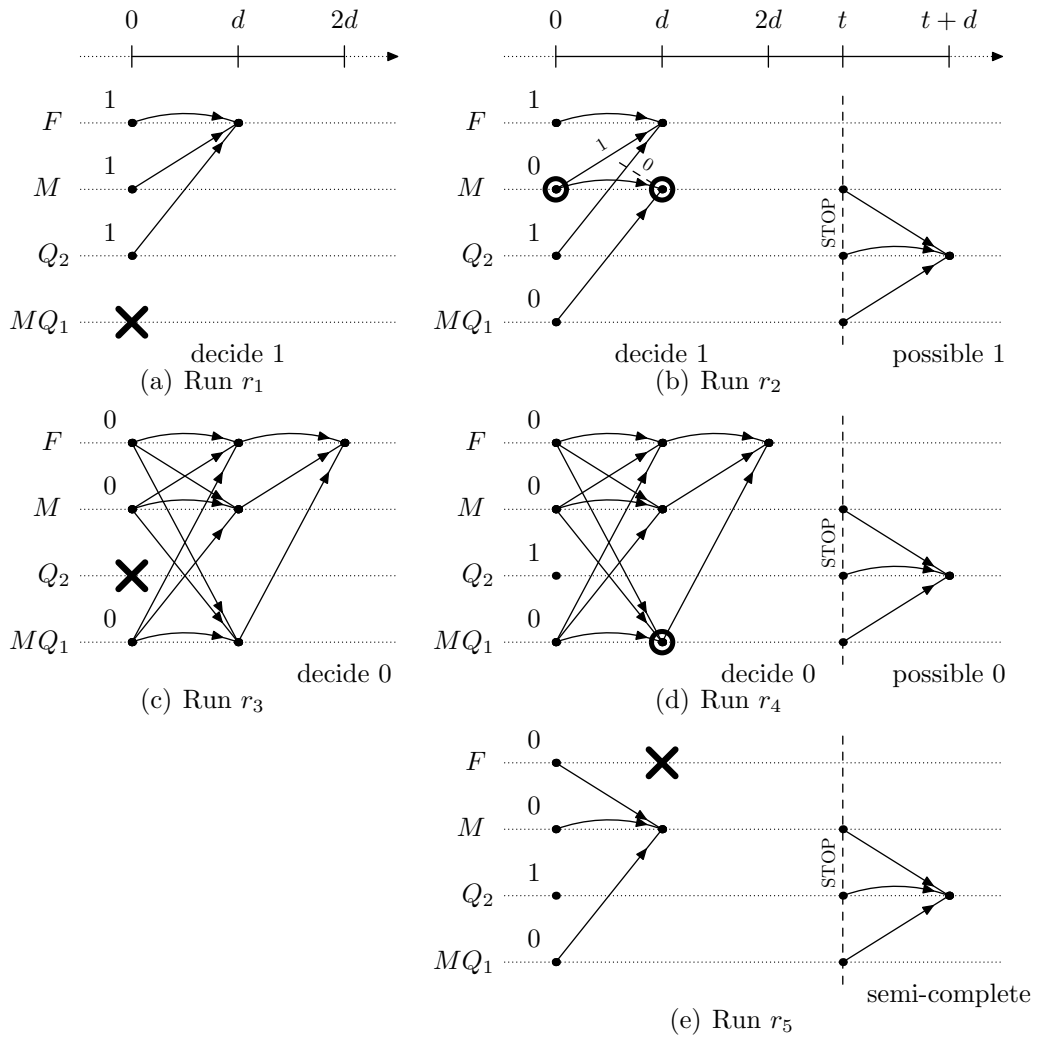 0 d 2d
0 d 2d t t + d
1
F
1
M
1
Q2
MQ1
decide 1
(a) Run r1
1
F
0
M
1
Q2
0
MQ1
1
0
STOP
decide 1
possible 1
(b) Run r2
0
F
0
M
Q2
0
MQ1
decide 0
(c) Run r3
0
F
0
M
1
Q2
0
MQ1
STOP
decide 0
possible 0
(d) Run r4
0
F
0
M
1
Q2
0
MQ1
STOP
semi-complete
(e) Run r5